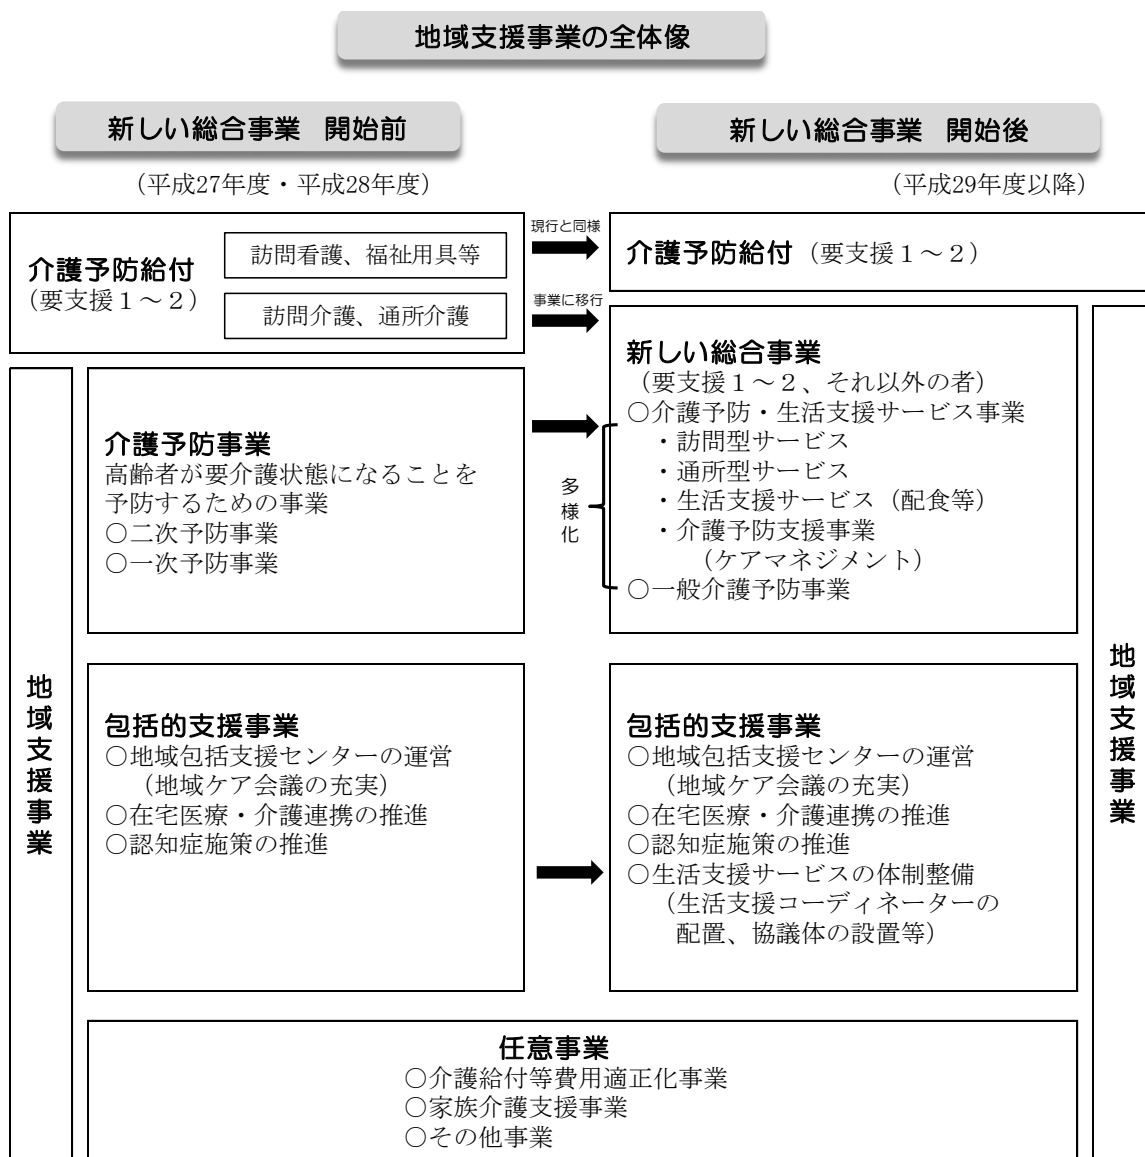 地域支援事業の全体像
新しい総合事業　開始前
新しい総合事業　開始後
（平成27年度・平成28年度）
（平成29年度以降）
介護予防給付
（要支援１～２）
訪問看護、福祉用具等
訪問介護、通所介護
現行と同様
事業に移行
介護予防給付（要支援１～２）
地域支援事業
介護予防事業
高齢者が要介護状態になることを
予防するための事業
○二次予防事業
○一次予防事業
多様化
新しい総合事業
（要支援１～２、それ以外の者）
○介護予防・生活支援サービス事業
・訪問型サービス
・通所型サービス
・生活支援サービス（配食等）
・介護予防支援事業
（ケアマネジメント）
○一般介護予防事業
地域支援事業
包括的支援事業
○地域包括支援センターの運営
（地域ケア会議の充実）
○在宅医療・介護連携の推進
○認知症施策の推進
包括的支援事業
○地域包括支援センターの運営
（地域ケア会議の充実）
○在宅医療・介護連携の推進
○認知症施策の推進
○生活支援サービスの体制整備
（生活支援コーディネーターの
配置、協議体の設置等）
任意事業
○介護給付等費用適正化事業
○家族介護支援事業
○その他事業